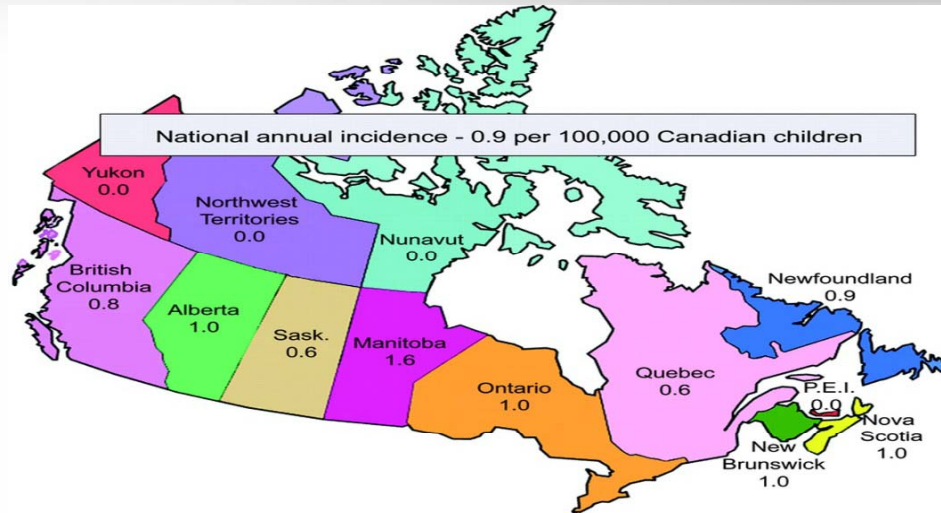 National annual incidence - 0.9 per 100,000 Canadian children
Yukon
0.0
Northwest
Territories
0.0
Nunavut
0.0
British
Columbia
0.8
Alberta
1.0
Sask.
0.6
Manitoba
1.6
Ontario
1.0
Quebec
0.6
Newfoundland
0.9
P.E.I.
0.0
New
Brunswick
1.0
Nova
Scotia
1.0